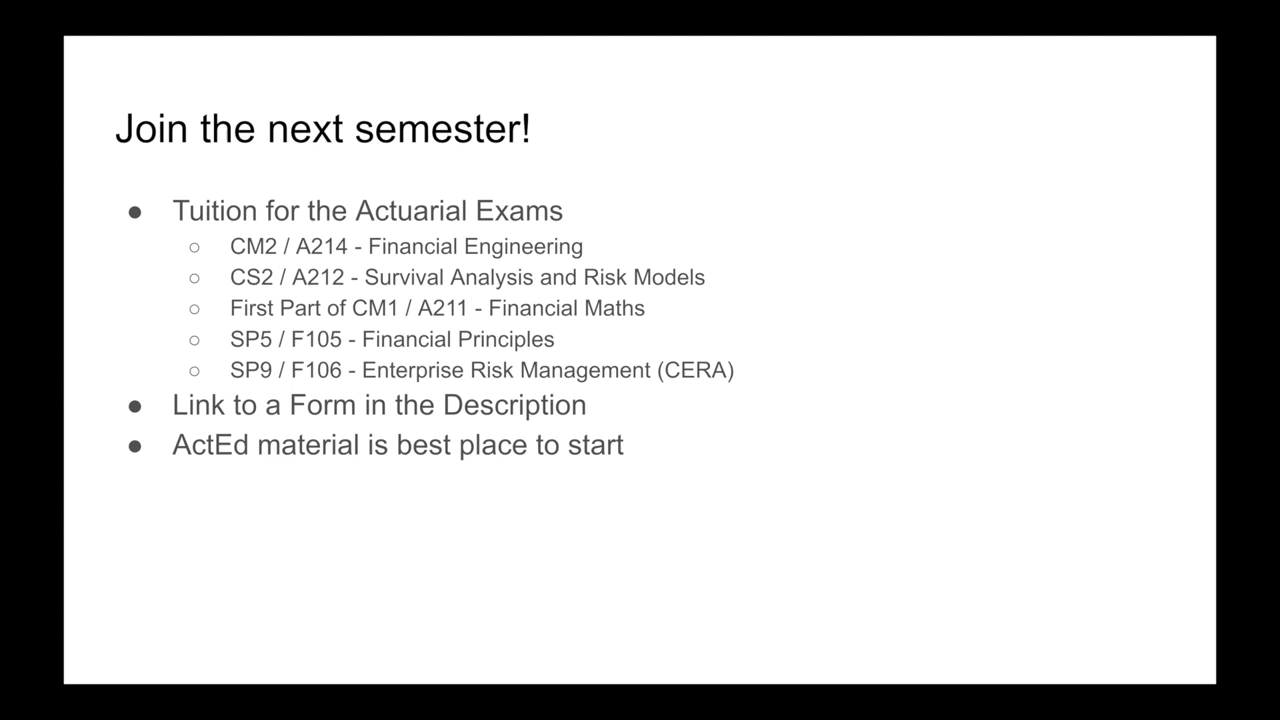 Join the next semester!
● Tuition for the Actuarial Exams
○ CM2 / A214 - Financial Engineering
○ CS2 / A212 - Survival Analysis and Risk Models
○ First Part of CM1 / A211 - Financial Maths
○ SP5 / F105 - Financial Principles
○ SP9 / F106 - Enterprise Risk Management (CERA)
● Link to a Form in the Description
● ActEd material is best place to start